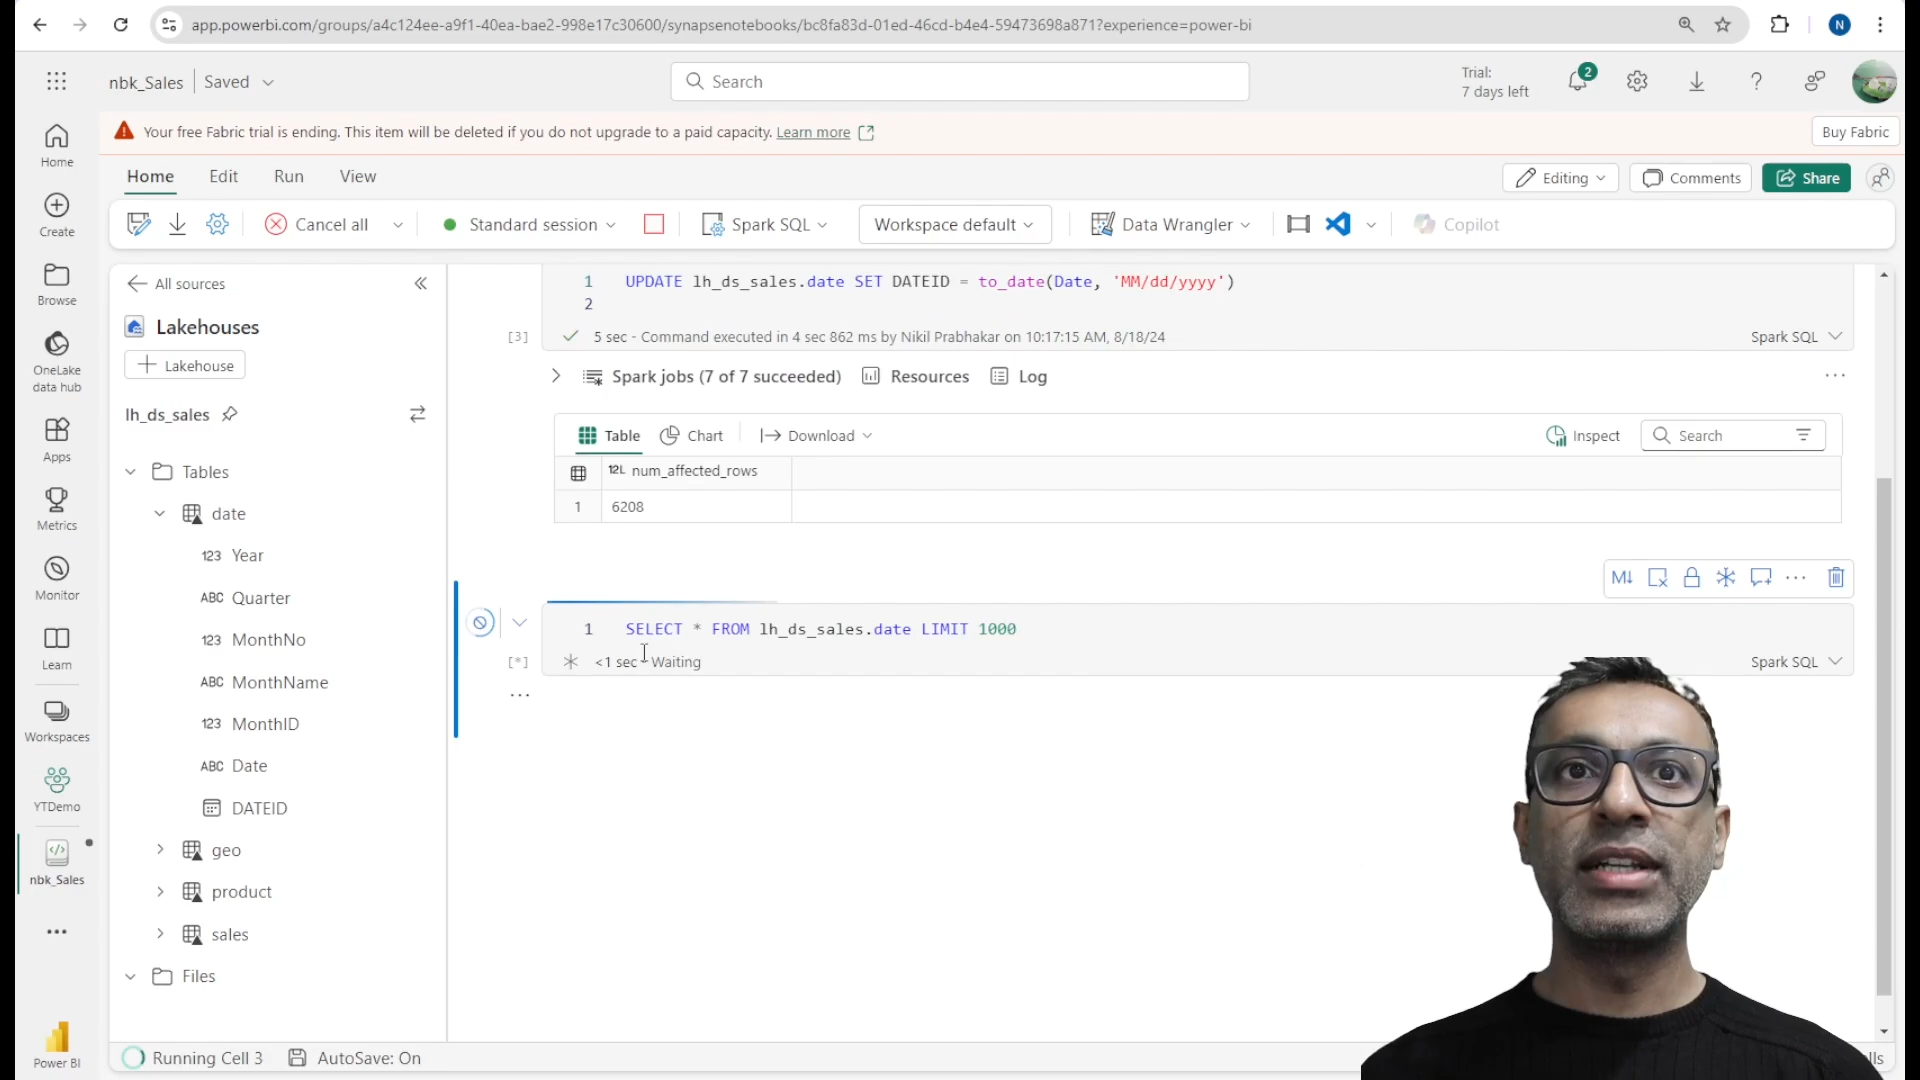 app.powerbi.com/groups/a4c124ee-a9f1-40ea-bae2-998e17c30600/synapsenotebooks/bc8fa83d-01ed-46cd-b4e4-59473698a871?experience=power-bi
N
nbk_Sales
Saved
Search
Trial:
7 days left
2
Your free Fabric trial is ending. This item will be deleted if you do not upgrade to a paid capacity. Learn more
Buy Fabric
Home
Edit
Run
View
Editing
Comments
Share
Cancel all
Standard session
Spark SQL
Workspace default
Data Wrangler
Copilot
Home
Create
Browse
OneLake
data hub
Apps
Metrics
Monitor
Learn
Workspaces
YTDemo
nbk_Sales
Power BI
All sources
Lakehouses
Lakehouse
lh_ds_sales
Tables
date
123 Year
ABC Quarter
123 MonthNo
ABC MonthName
123 MonthID
ABC Date
DATEID
geo
product
sales
Files
1 UPDATE lh_ds_sales.date SET DATEID = to_date(Date, 'MM/dd/yyyy')
2
[3]
5 sec - Command executed in 4 sec 862 ms by Nikil Prabhakar on 10:17:15 AM, 8/18/24
Spark SQL
Spark jobs (7 of 7 succeeded)
Resources
Log
Table
Chart
Download
Inspect
Search
12L num_affected_rows
1 6208
M↓
1 SELECT * FROM lh_ds_sales.date LIMIT 1000
[*]
<1 sec - Waiting
Spark SQL
Running Cell 3
AutoSave: On